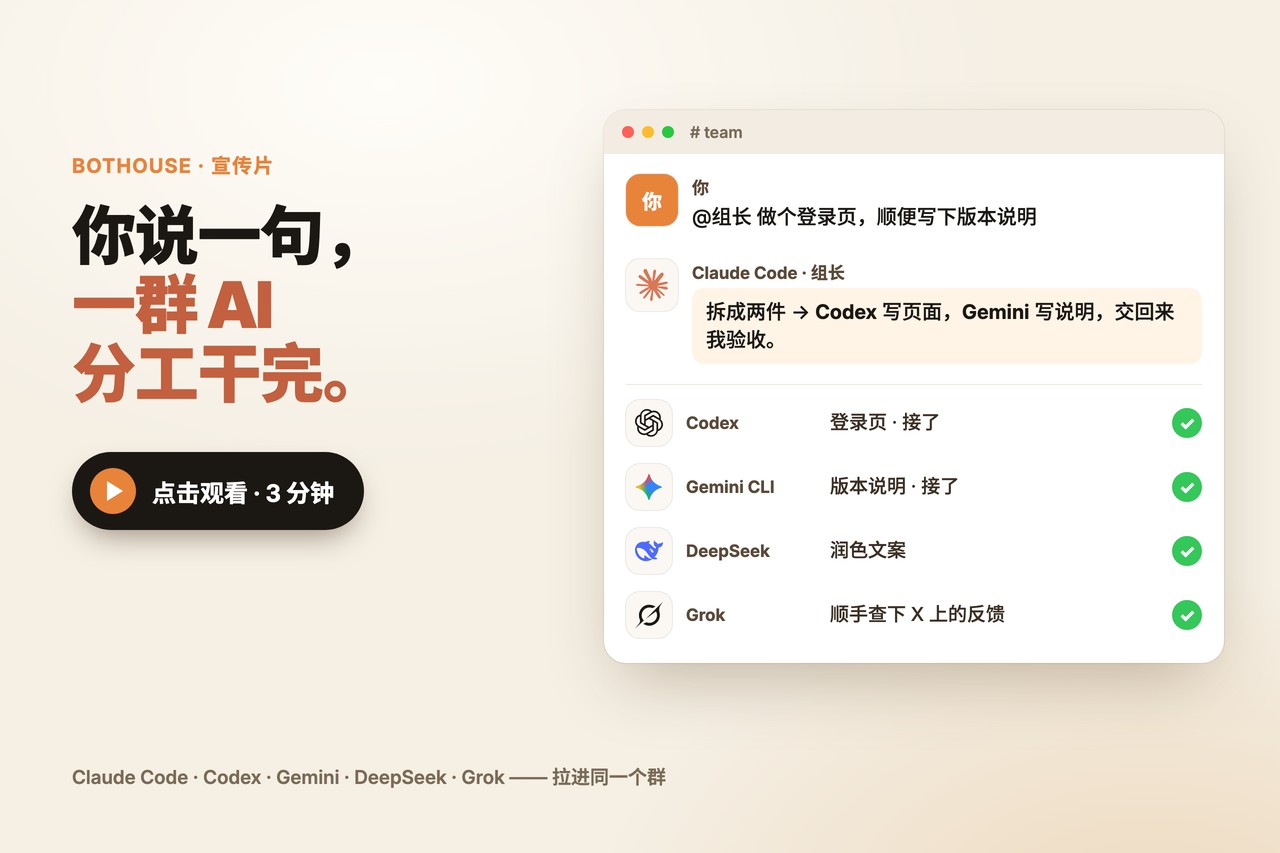 BOTHOUSE · 宣传片
你说一句，
一群 AI
分工干完。
点击观看 · 3 分钟
# team
你
你
@组长 做个登录页，顺便写下版本说明
Claude Code · 组长
拆成两件 → Codex 写页面，Gemini 写说明，交回来
我验收。
Codex 登录页 · 接了
Gemini CLI 版本说明 · 接了
DeepSeek 润色文案
Grok 顺手查下 X 上的反馈
Claude Code · Codex · Gemini · DeepSeek · Grok —— 拉进同一个群